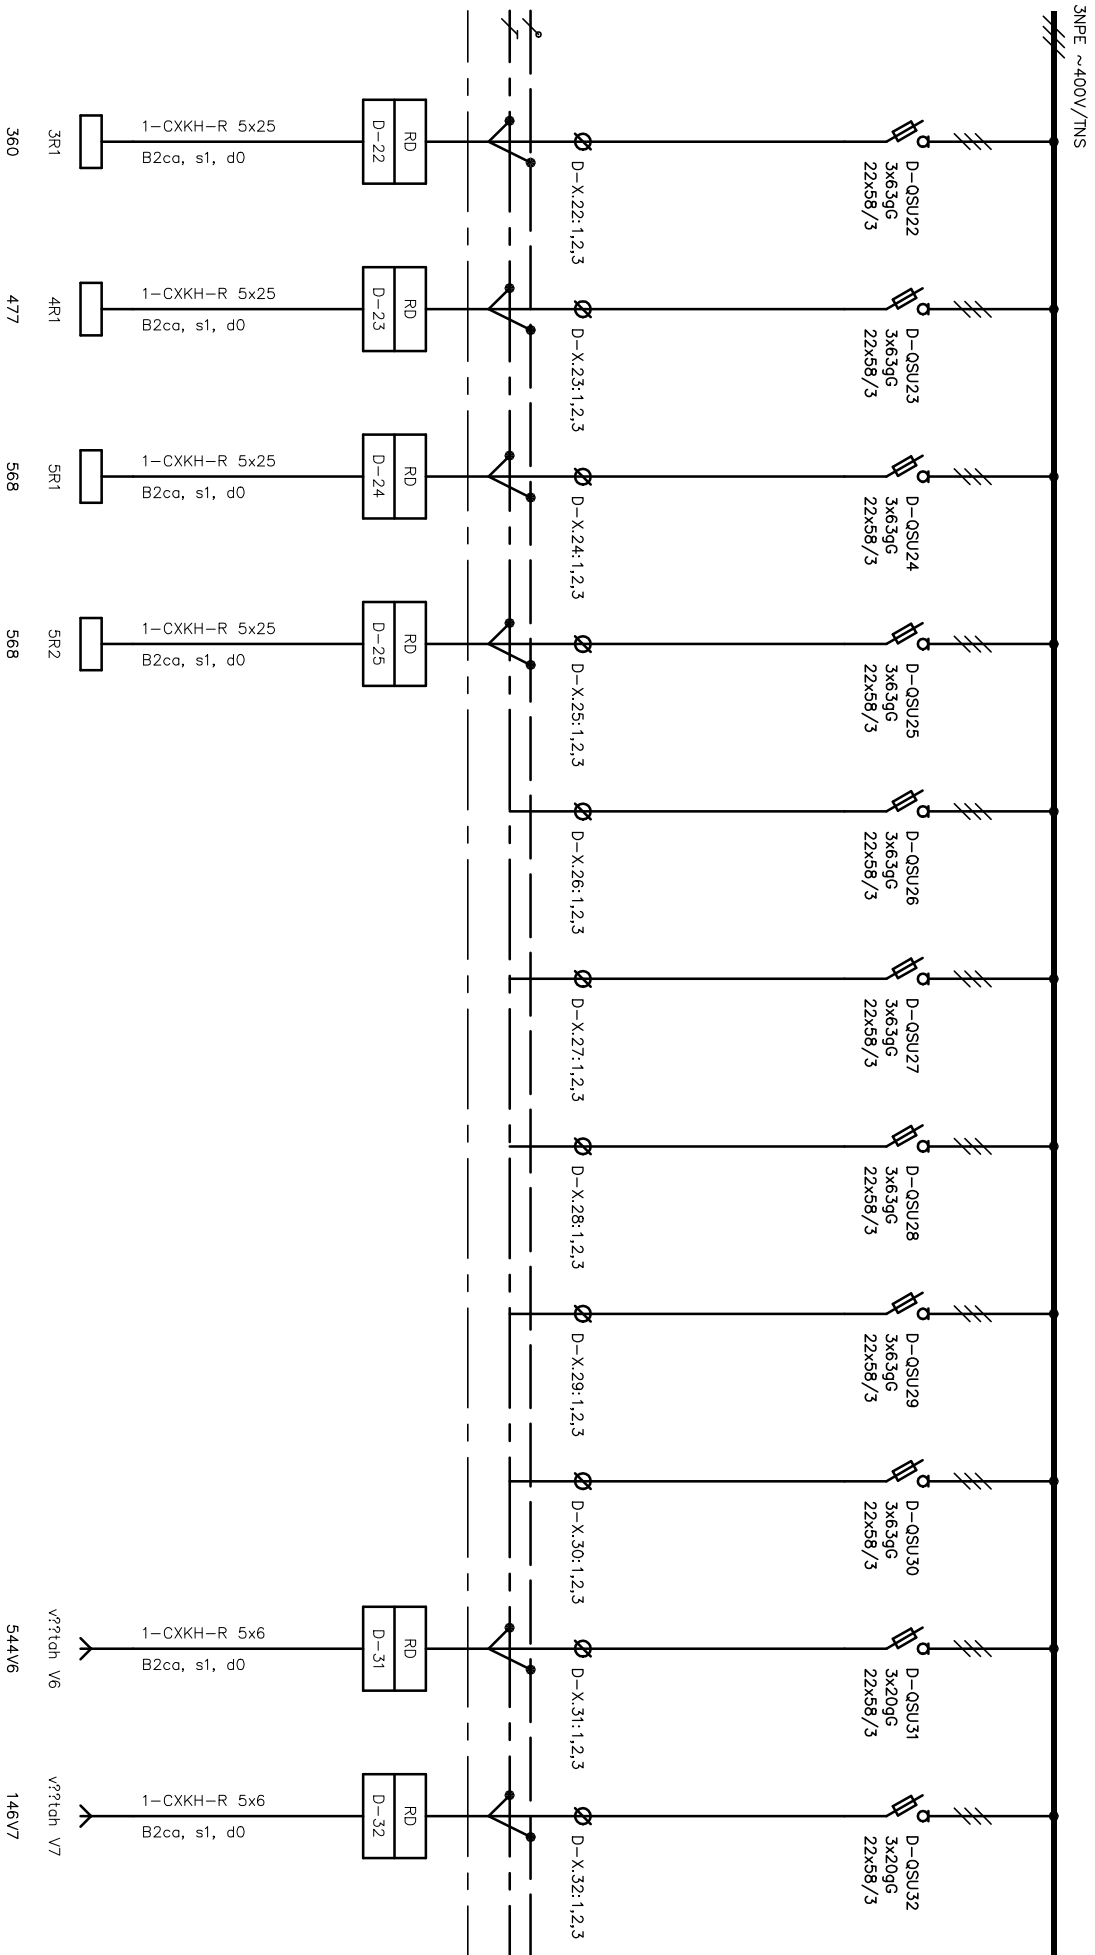 3NPE ~400V/TNS
D-QSU22
3x63gG
22x58/3
D-X.22:1,2,3
RD
D-22
1-CXKH-R 5x25
B2ca, s1, d0
3R1
360
D-QSU23
3x63gG
22x58/3
D-X.23:1,2,3
RD
D-23
1-CXKH-R 5x25
B2ca, s1, d0
4R1
477
D-QSU24
3x63gG
22x58/3
D-X.24:1,2,3
RD
D-24
1-CXKH-R 5x25
B2ca, s1, d0
5R1
568
D-QSU25
3x63gG
22x58/3
D-X.25:1,2,3
RD
D-25
1-CXKH-R 5x25
B2ca, s1, d0
5R2
568
D-QSU26
3x63gG
22x58/3
D-X.26:1,2,3
D-QSU27
3x63gG
22x58/3
D-X.27:1,2,3
D-QSU28
3x63gG
22x58/3
D-X.28:1,2,3
D-QSU29
3x63gG
22x58/3
D-X.29:1,2,3
D-QSU30
3x63gG
22x58/3
D-X.30:1,2,3
D-QSU31
3x20gG
22x58/3
D-X.31:1,2,3
RD
D-31
1-CXKH-R 5x6
B2ca, s1, d0
v??tah V6
544V6
D-QSU32
3x20gG
22x58/3
D-X.32:1,2,3
RD
D-32
1-CXKH-R 5x6
B2ca, s1, d0
v??tah V7
146V7